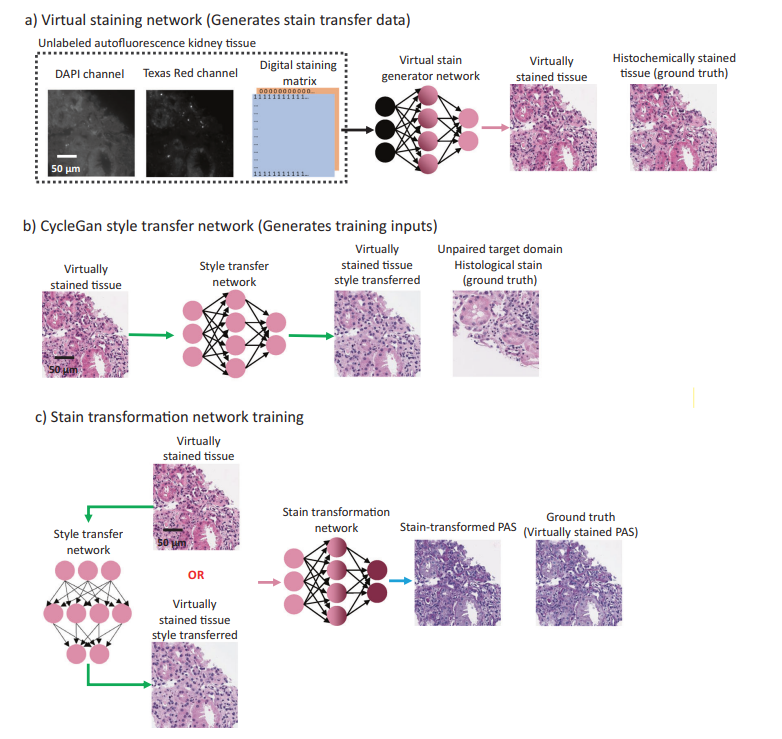 a) Virtual staining network (Generates stain transfer data)
Unlabeled autofluorescence kidney tissue
DAPI channel
Texas Red channel
Digital staining
matrix
00000000000..
11111111111..
11111111111..
50 µm
Virtual stain
generator network
Virtually
stained tissue
Histochemically stained
tissue (ground truth)
b) CycleGan style transfer network (Generates training inputs)
Virtually
stained tissue
50 µm
Style transfer
network
Virtually
stained tissue
style transferred
Unpaired target domain
Histological stain
(ground truth)
c) Stain transformation network training
Virtually
stained tissue
50 µm
Style transfer
network
OR
Virtually
stained tissue
style transferred
Stain transformation
network
Stain-transformed PAS
Ground truth
(Virtually stained PAS)